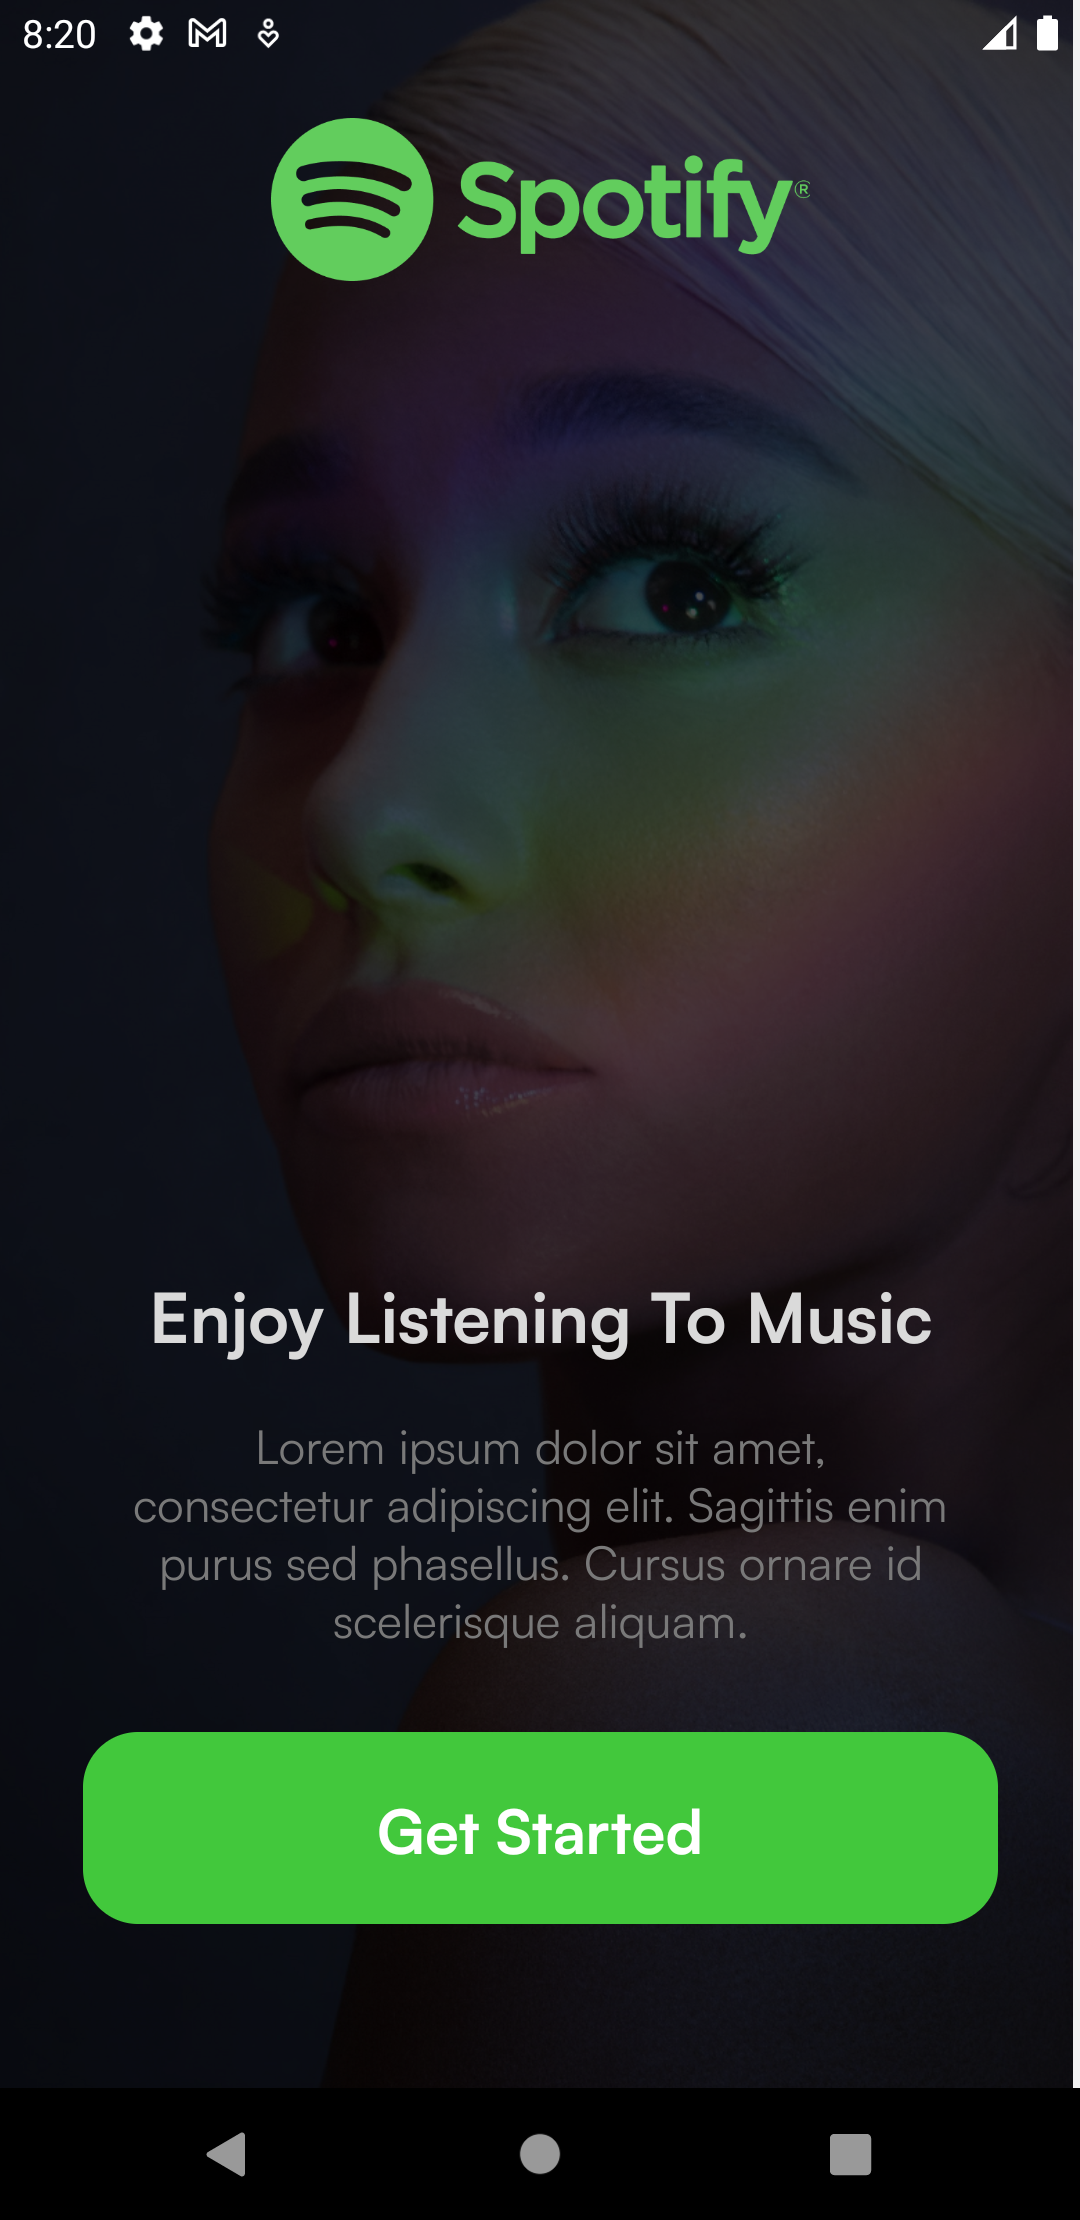 8:20
Spotify®
Enjoy Listening To Music
Lorem ipsum dolor sit amet,
consectetur adipiscing elit. Sagittis enim
purus sed phasellus. Cursus ornare id
scelerisque aliquam.
Get Started